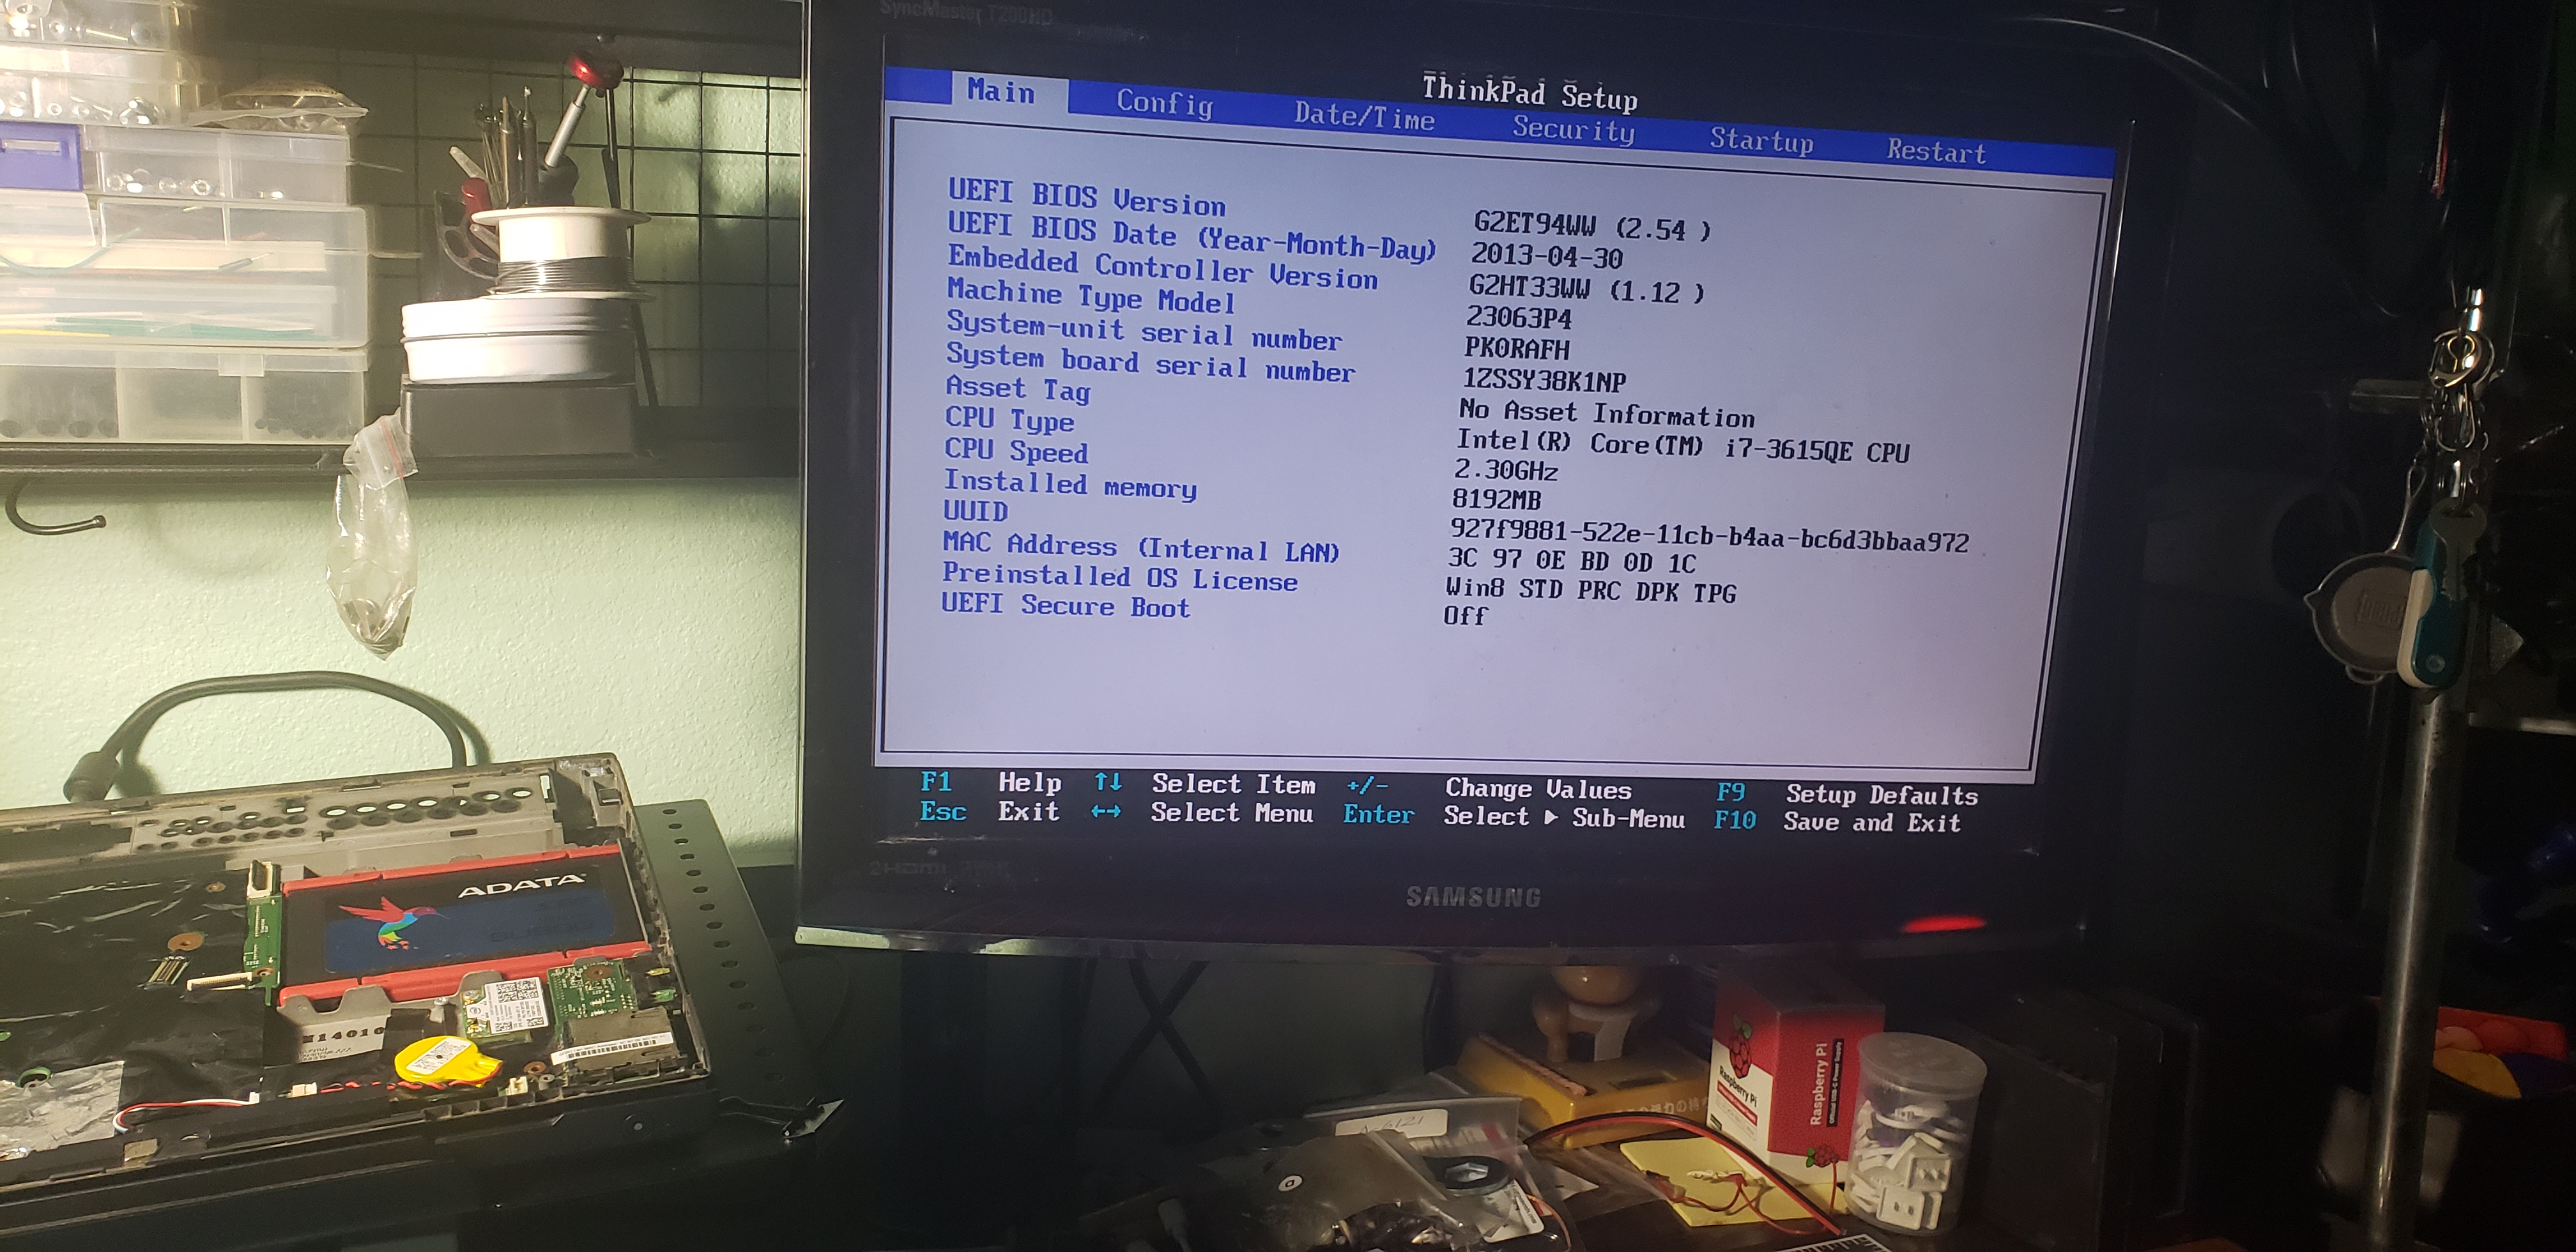 SyncMaster T200HD
ThinkPad Setup
Main Config Date/Time Security Startup Restart
UEFI BIOS Version G2ET94WW (2.54 )
UEFI BIOS Date (Year-Month-Day) 2013-04-30
Embedded Controller Version G2HT33WW (1.12 )
Machine Type Model 23063P4
System-unit serial number PK0RAFH
System board serial number 1ZSSY38K1NP
Asset Tag No Asset Information
CPU Type Intel(R) Core(TM) i7-3615QE CPU
CPU Speed 2.30GHz
Installed memory 8192MB
UUID 927f9881-522e-11cb-b4aa-bc6d3bbaa972
MAC Address (Internal LAN) 3C 97 0E BD 0D 1C
Preinstalled OS License Win8 STD PRC DPK TPG
UEFI Secure Boot Off
F1 Help ↑↓ Select Item +/- Change Values F9 Setup Defaults
Esc Exit ←→ Select Menu Enter Select ▶ Sub-Menu F10 Save and Exit
SAMSUNG
ADATA
Raspberry Pi
Raspberry Pi